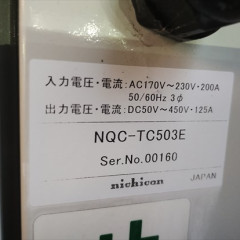 入力電圧・電流:AC170V～230V・200A
50/60Hz 3φ
出力電圧・電流:DC50V～450V・125A
NQC-TC503E
Ser.No.00160
nichicon JAPAN